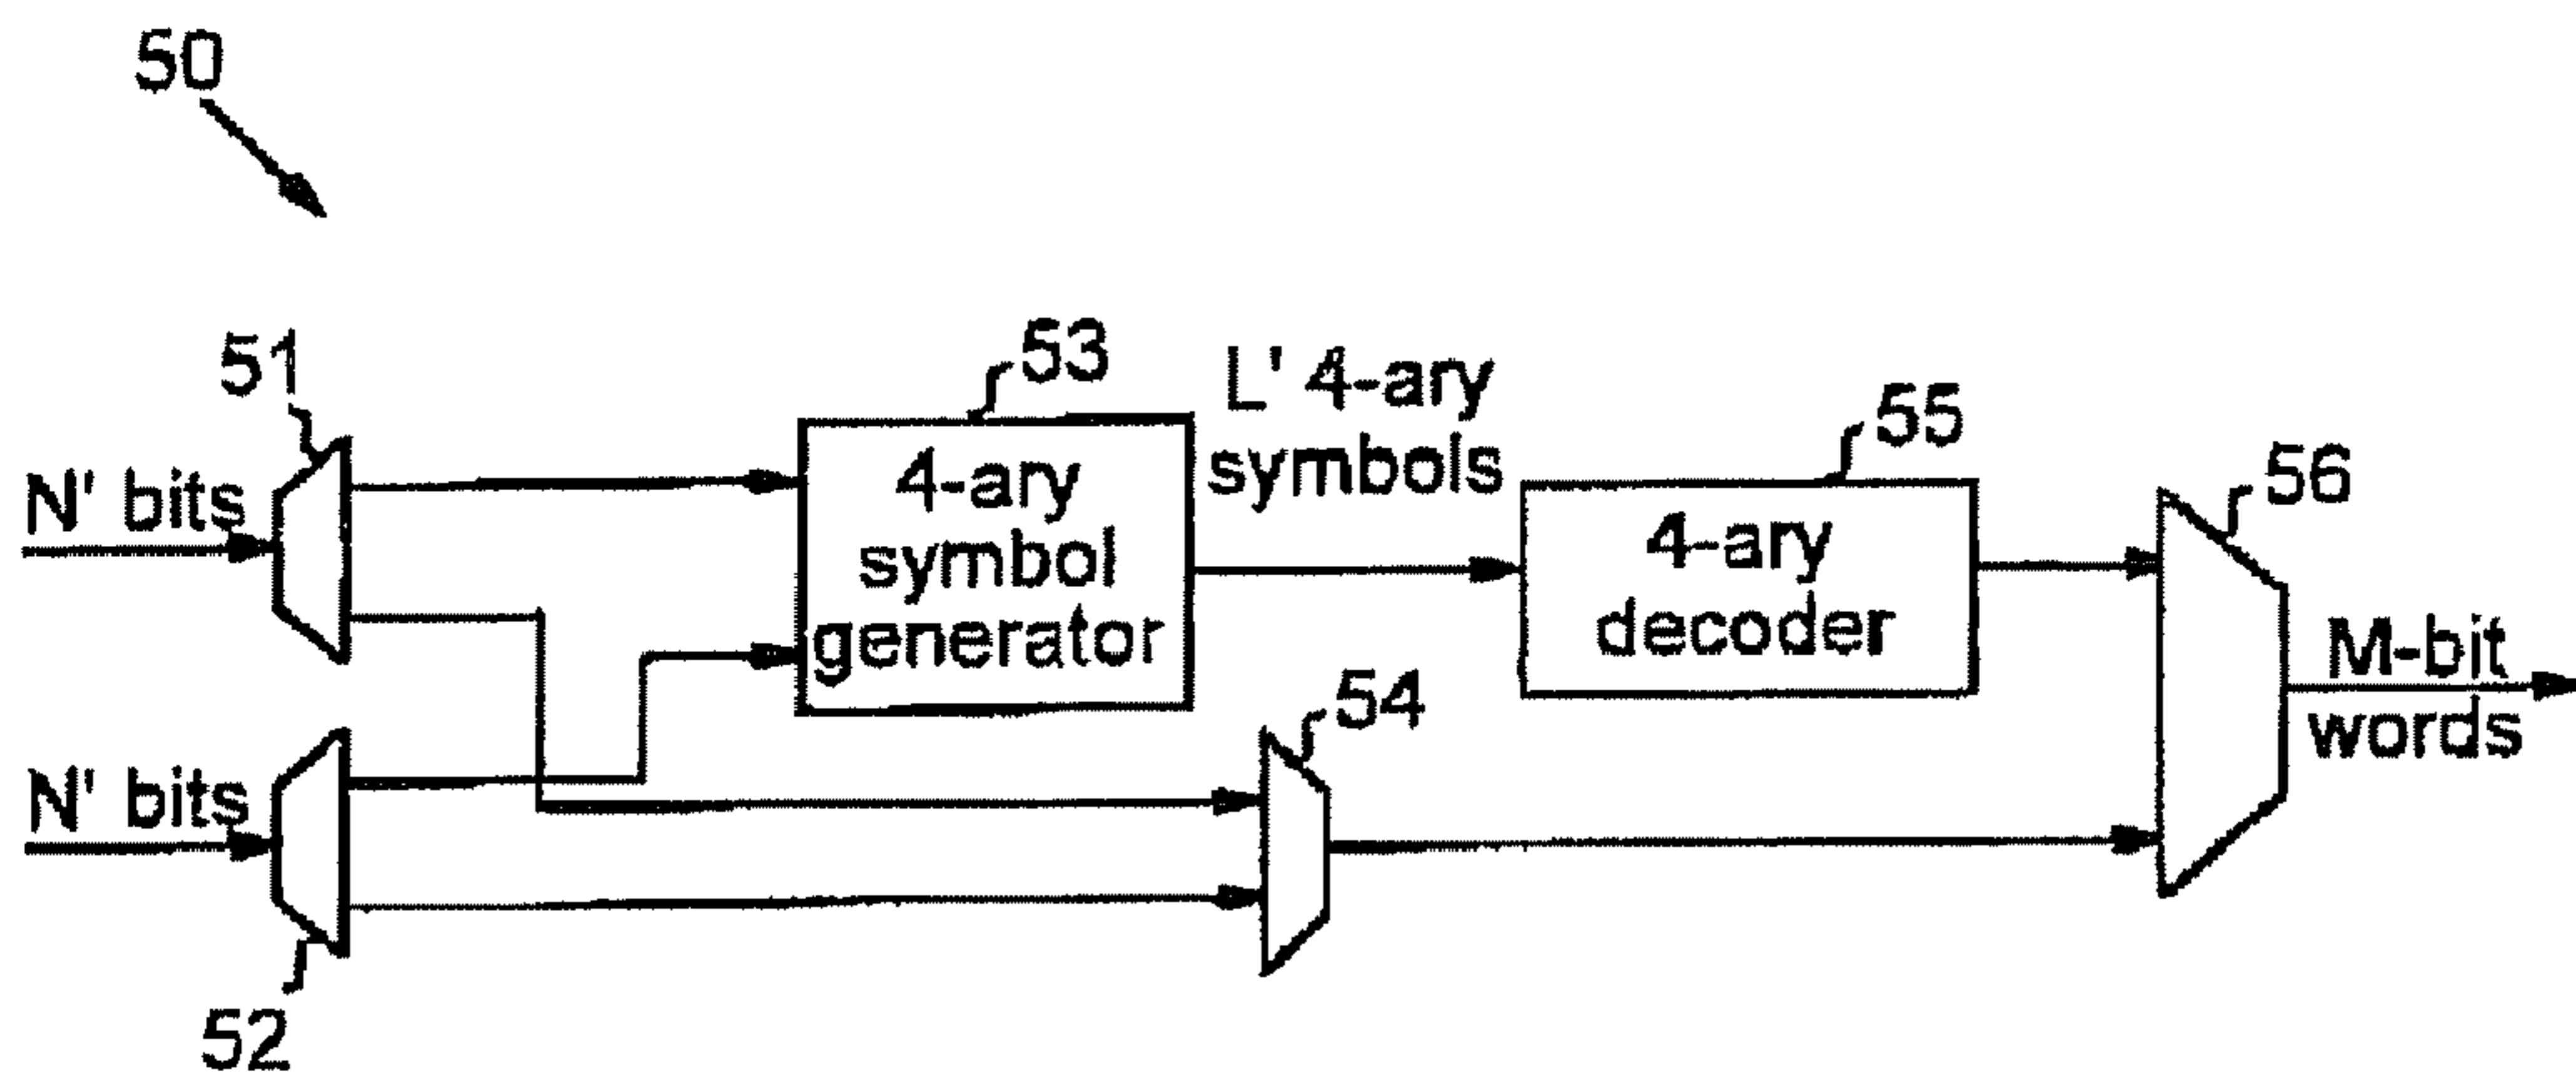 50
51
53
L' 4-ary
symbols
55
56
N' bits
4-ary
symbol
generator
4-ary
decoder
M-bit
words
54
N' bits
52